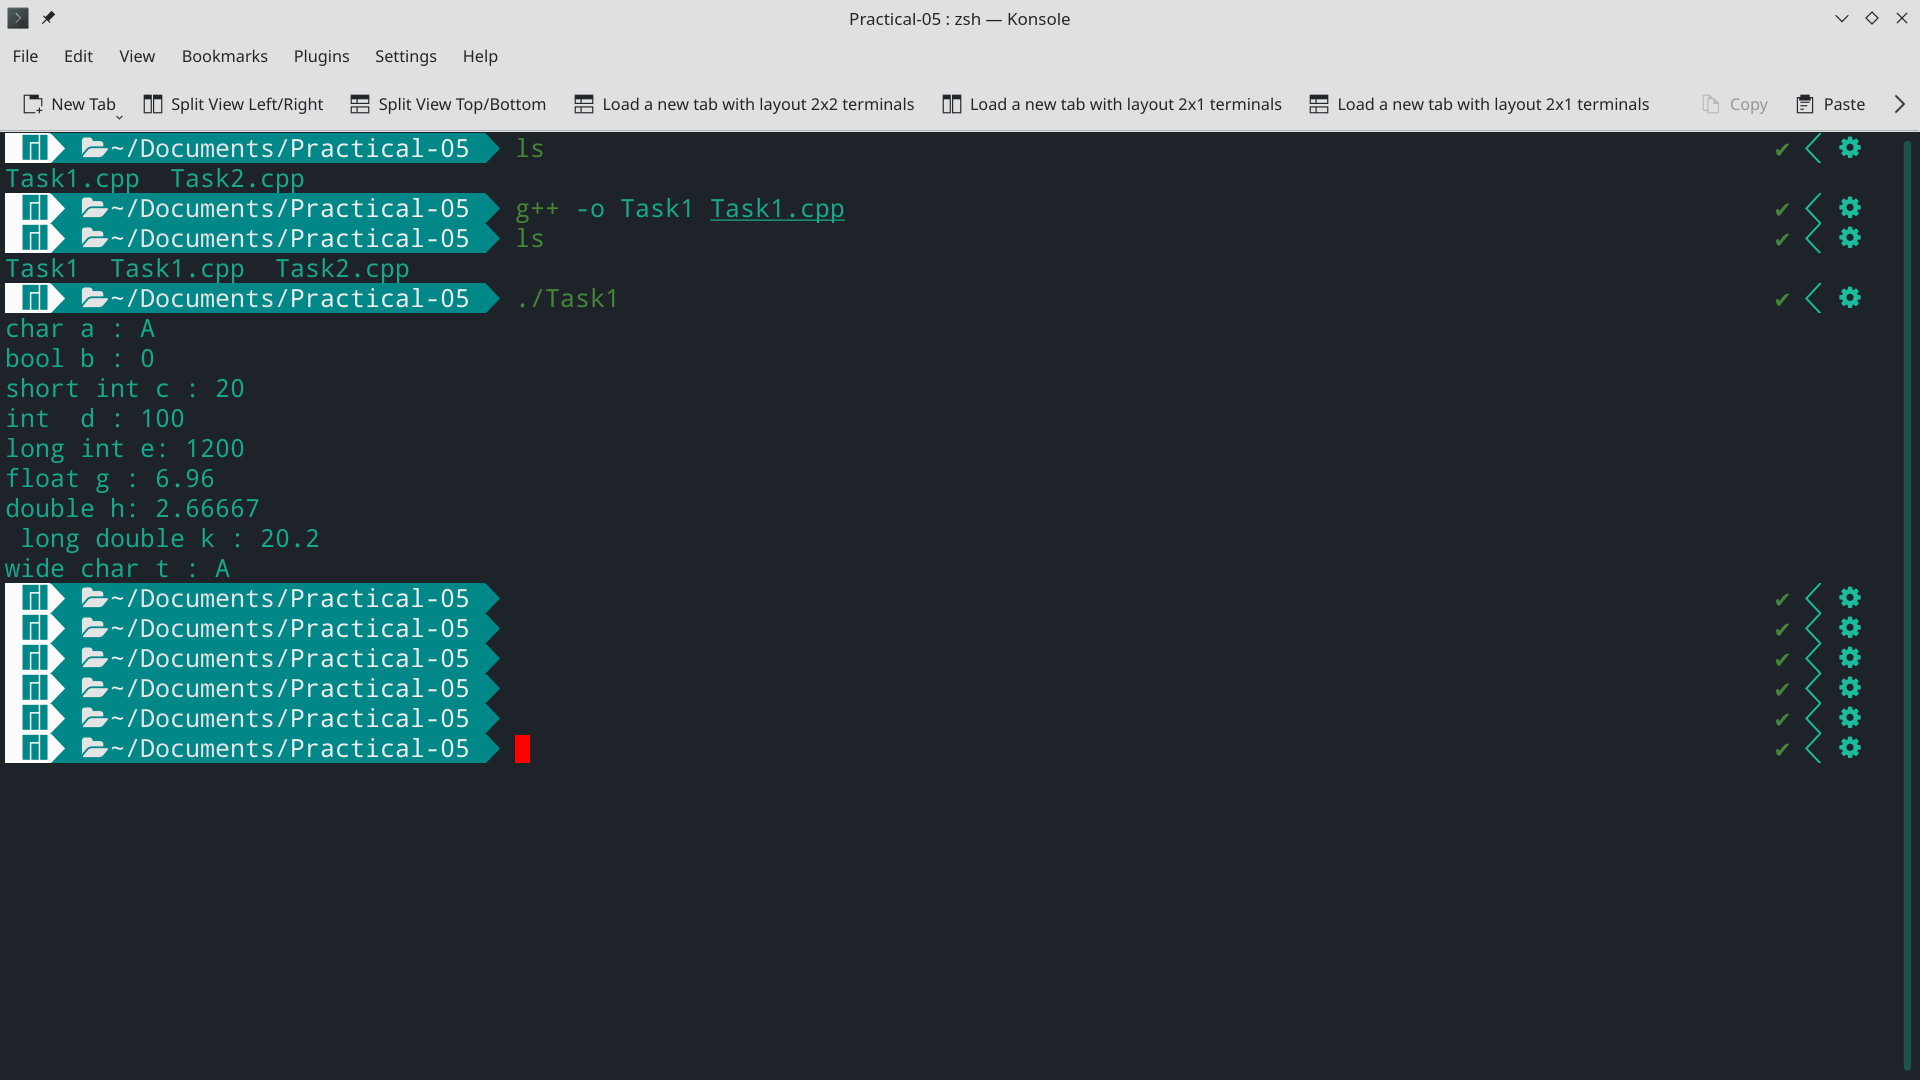 Practical-05 : zsh — Konsole
File Edit View Bookmarks Plugins Settings Help
New Tab Split View Left/Right Split View Top/Bottom Load a new tab with layout 2x2 terminals Load a new tab with layout 2x1 terminals Load a new tab with layout 2x1 terminals Copy Paste
~/Documents/Practical-05 ls
Task1.cpp  Task2.cpp
~/Documents/Practical-05 g++ -o Task1 Task1.cpp
~/Documents/Practical-05 ls
Task1  Task1.cpp  Task2.cpp
~/Documents/Practical-05 ./Task1
char a : A
bool b : 0
short int c : 20
int  d : 100
long int e: 1200
float g : 6.96
double h: 2.66667
 long double k : 20.2
wide char t : A
~/Documents/Practical-05
~/Documents/Practical-05
~/Documents/Practical-05
~/Documents/Practical-05
~/Documents/Practical-05
~/Documents/Practical-05